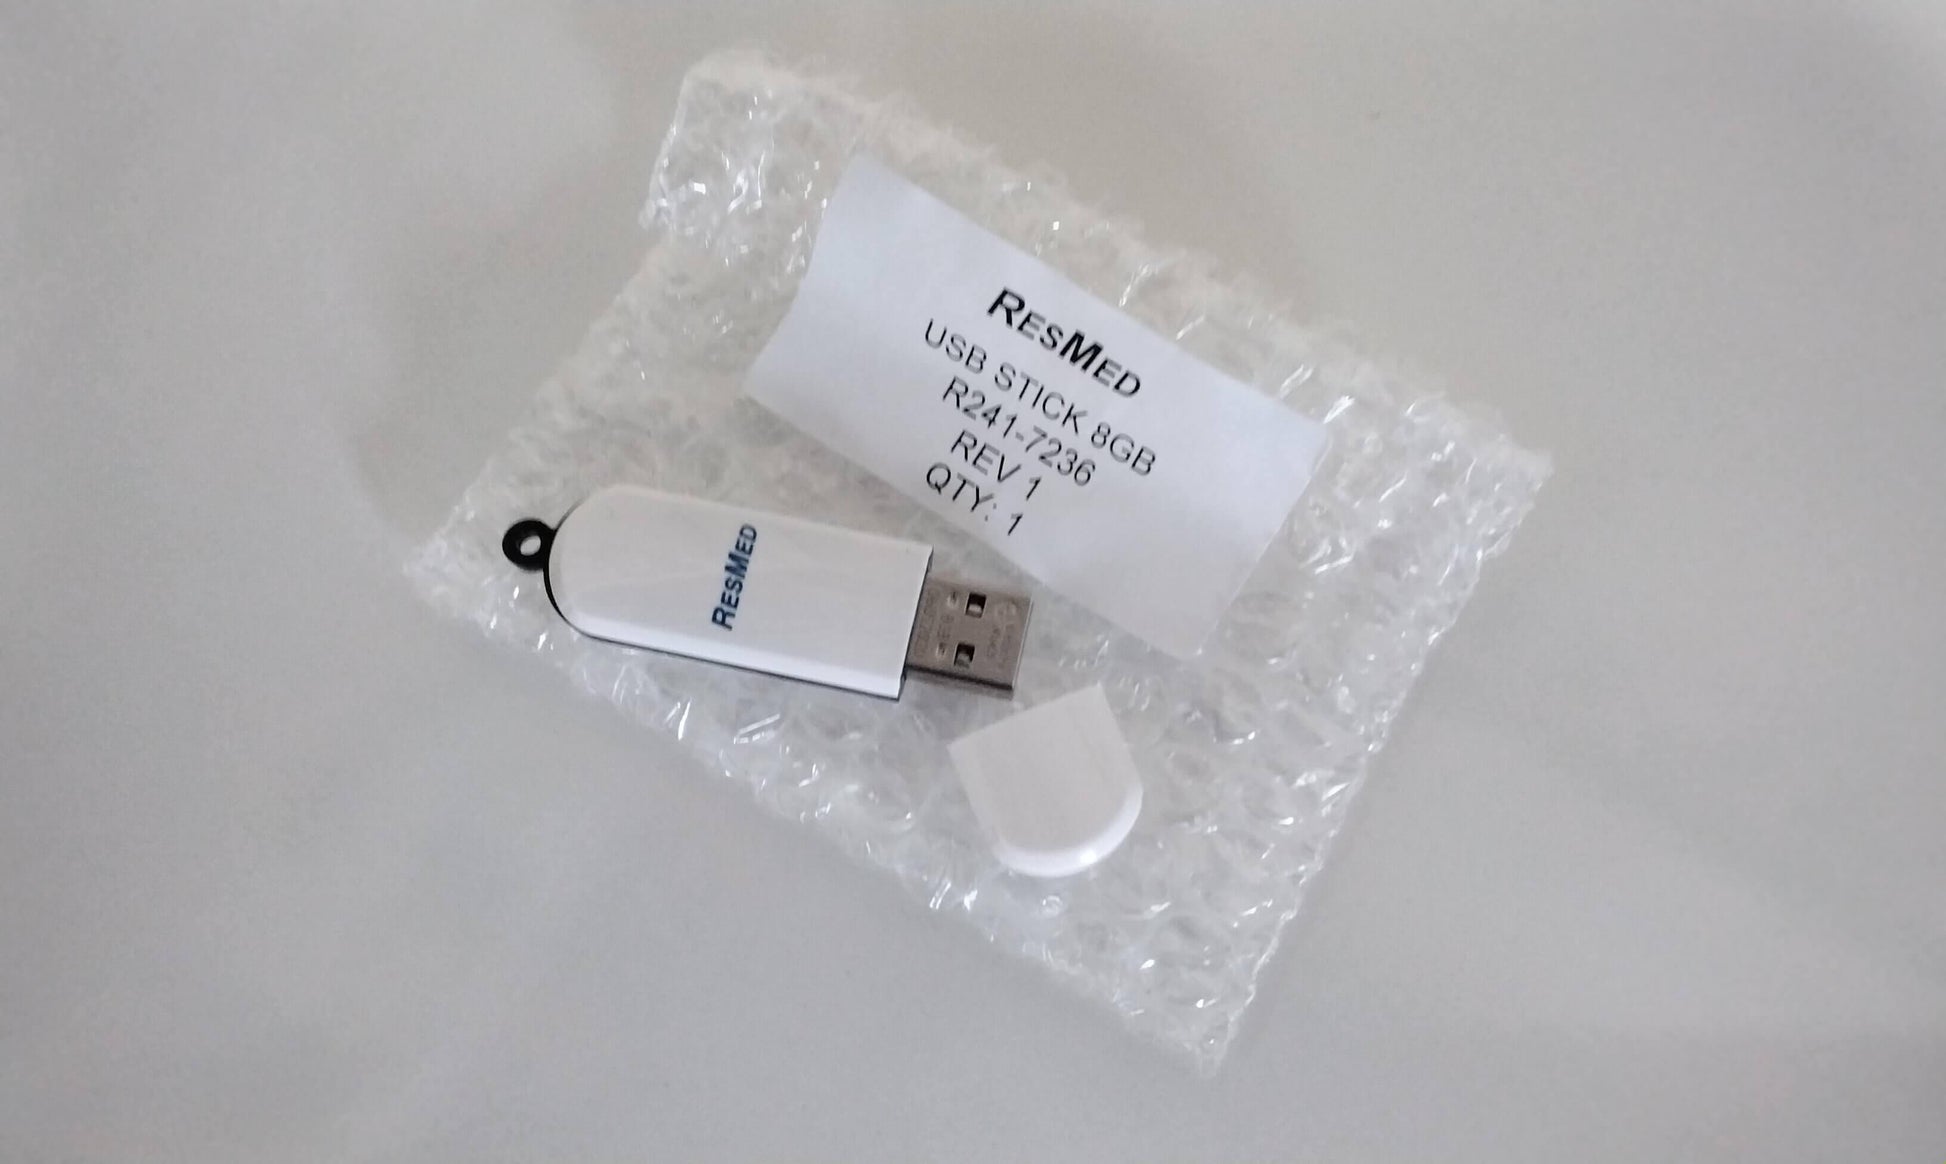 RESMED
USB STICK 8GB
R241-7236
REV 1
QTY: 1
RESMED